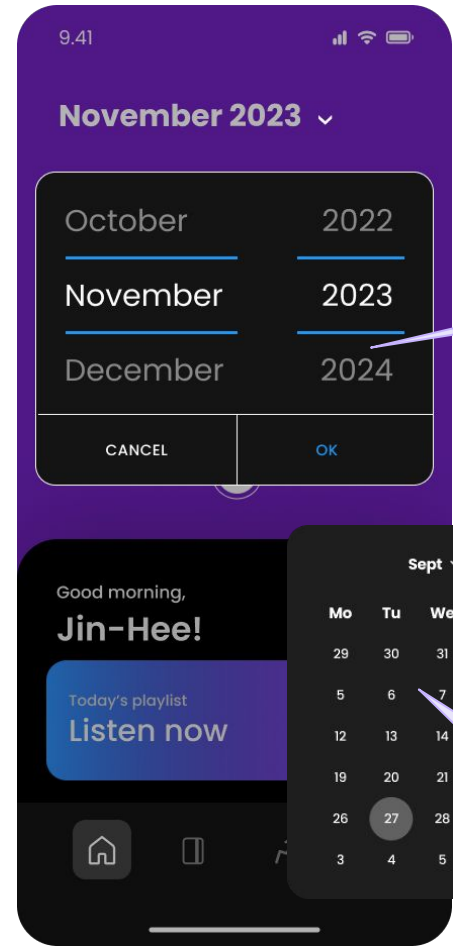 9.41
November 2023
October 2022
November 2023
December 2024
CANCEL OK
Good morning,
Jin-Hee!
Today's playlist
Listen now
Sept
Mo Tu We
29 30 31
5 6 7
12 13 14
19 20 21
26 27 28
3 4 5